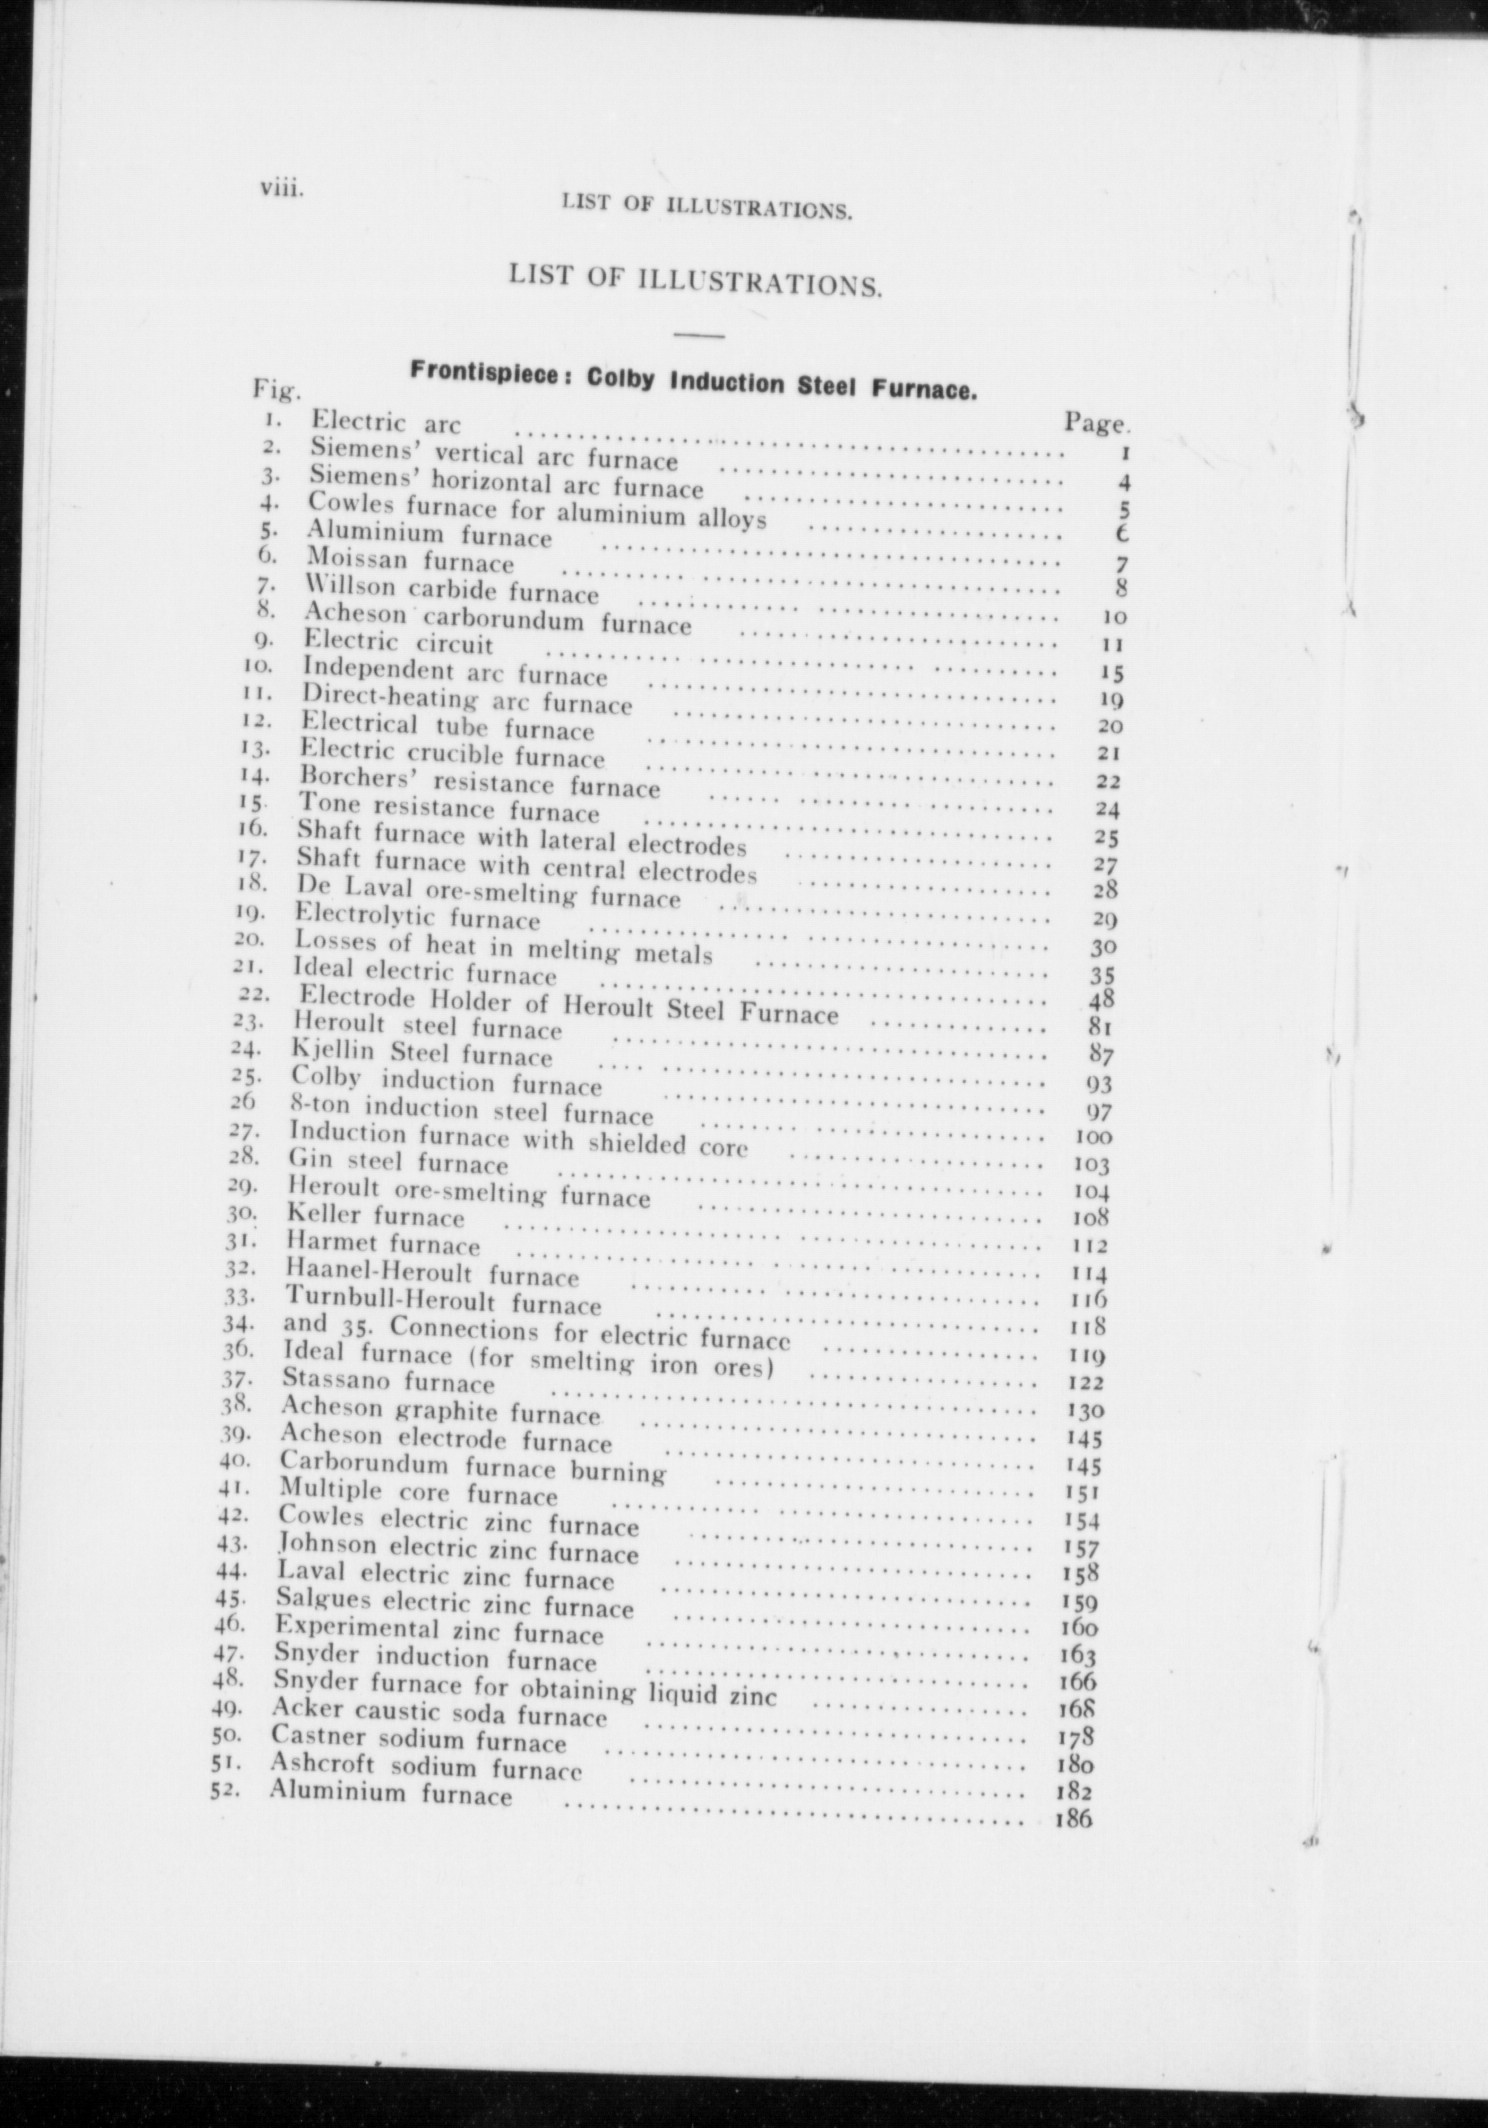 viii.
LIST OF ILLUSTRATIONS.
LIST OF ILLUSTRATIONS.
Frontispiece: Colby Induction Steel Furnace.
Fig. Page.
1. Electric arc ........................................ 1
2. Siemens' vertical arc furnace ........................................ 4
3. Siemens' horizontal arc furnace ........................................ 5
4. Cowles furnace for aluminium alloys ........................................ 6
5. Aluminium furnace ........................................ 7
6. Moissan furnace ........................................ 8
7. Willson carbide furnace ........................................ 10
8. Acheson carborundum furnace ........................................ 11
9. Electric circuit ........................................ 15
10. Independent arc furnace ........................................ 19
11. Direct-heating arc furnace ........................................ 20
12. Electrical tube furnace ........................................ 21
13. Electric crucible furnace ........................................ 22
14. Borchers' resistance furnace ........................................ 24
15. Tone resistance furnace ........................................ 25
16. Shaft furnace with lateral electrodes ........................................ 27
17. Shaft furnace with central electrodes ........................................ 28
18. De Laval ore-smelting furnace ........................................ 29
19. Electrolytic furnace ........................................ 30
20. Losses of heat in melting metals ........................................ 35
21. Ideal electric furnace ........................................ 48
22. Electrode Holder of Heroult Steel Furnace ........................................ 81
23. Heroult steel furnace ........................................ 87
24. Kjellin Steel furnace ........................................ 93
25. Colby induction furnace ........................................ 97
26 8-ton induction steel furnace ........................................ 100
27. Induction furnace with shielded core ........................................ 103
28. Gin steel furnace ........................................ 104
29. Heroult ore-smelting furnace ........................................ 108
30. Keller furnace ........................................ 112
31. Harmet furnace ........................................ 114
32. Haanel-Heroult furnace ........................................ 116
33. Turnbull-Heroult furnace ........................................ 118
34. and 35. Connections for electric furnace ........................................ 119
36. Ideal furnace (for smelting iron ores) ........................................ 122
37. Stassano furnace ........................................ 130
38. Acheson graphite furnace ........................................ 145
39. Acheson electrode furnace ........................................ 145
40. Carborundum furnace burning ........................................ 151
41. Multiple core furnace ........................................ 154
42. Cowles electric zinc furnace ........................................ 157
43. Johnson electric zinc furnace ........................................ 158
44. Laval electric zinc furnace ........................................ 159
45. Salgues electric zinc furnace ........................................ 160
46. Experimental zinc furnace ........................................ 163
47. Snyder induction furnace ........................................ 166
48. Snyder furnace for obtaining liquid zinc ........................................ 168
49. Acker caustic soda furnace ........................................ 178
50. Castner sodium furnace ........................................ 180
51. Ashcroft sodium furnace ........................................ 182
52. Aluminium furnace ........................................ 186